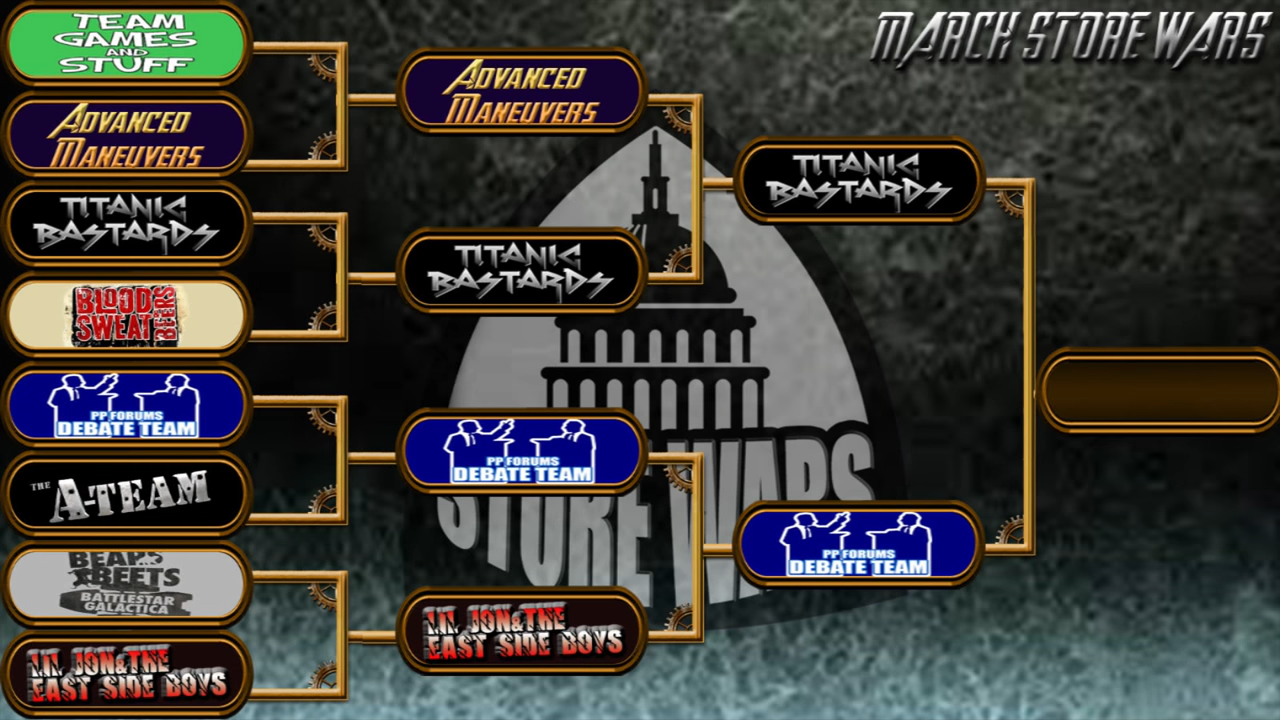 MARCH STORE WARS
TEAM
GAMES
AND
STUFF
ADVANCED
MANEUVERS
TITANIC
BASTARDS
BLOOD
SWEAT
BEERS
PP FORUMS
DEBATE TEAM
THE A-TEAM
BEARS
BEETS
BATTLESTAR
GALACTICA
LIL JON&THE
EAST SIDE BOYS
ADVANCED
MANEUVERS
TITANIC
BASTARDS
PP FORUMS
DEBATE TEAM
LIL JON&THE
EAST SIDE BOYS
TITANIC
BASTARDS
PP FORUMS
DEBATE TEAM
STORE WARS